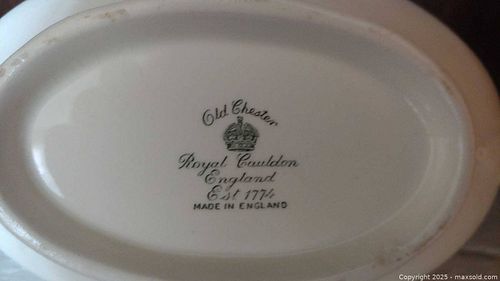 Old Chester
Royal Cauldon
England
Est 1774
MADE IN ENGLAND
Copyright © 2025 - maxsold.com